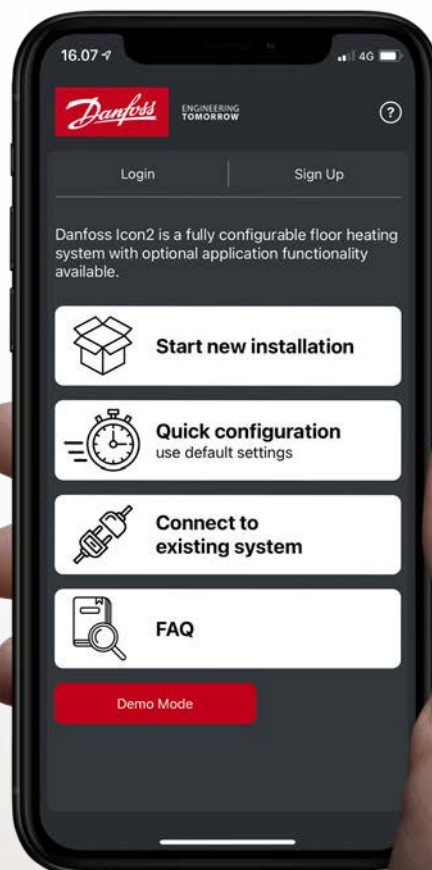 16.07
4G
Danfoss
ENGINEERING
TOMORROW
?
Login
Sign Up
Danfoss Icon2 is a fully configurable floor heating
system with optional application functionality
available.
Start new installation
Quick configuration
use default settings
Connect to
existing system
FAQ
Demo Mode